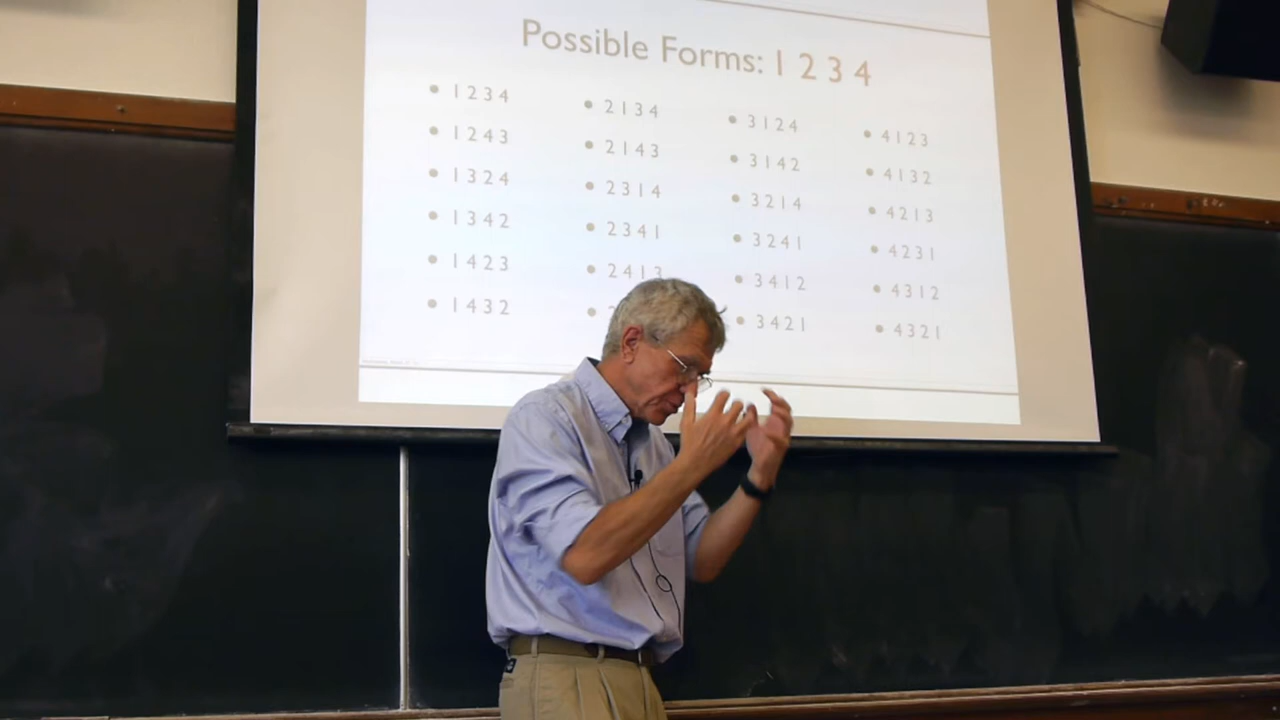 Possible Forms: 1 2 3 4
• 1 2 3 4
• 1 2 4 3
• 1 3 2 4
• 1 3 4 2
• 1 4 2 3
• 1 4 3 2
• 2 1 3 4
• 2 1 4 3
• 2 3 1 4
• 2 3 4 1
• 2 4 1 3
• 3 1 2 4
• 3 1 4 2
• 3 2 1 4
• 3 2 4 1
• 3 4 1 2
• 3 4 2 1
• 4 1 2 3
• 4 1 3 2
• 4 2 1 3
• 4 2 3 1
• 4 3 1 2
• 4 3 2 1